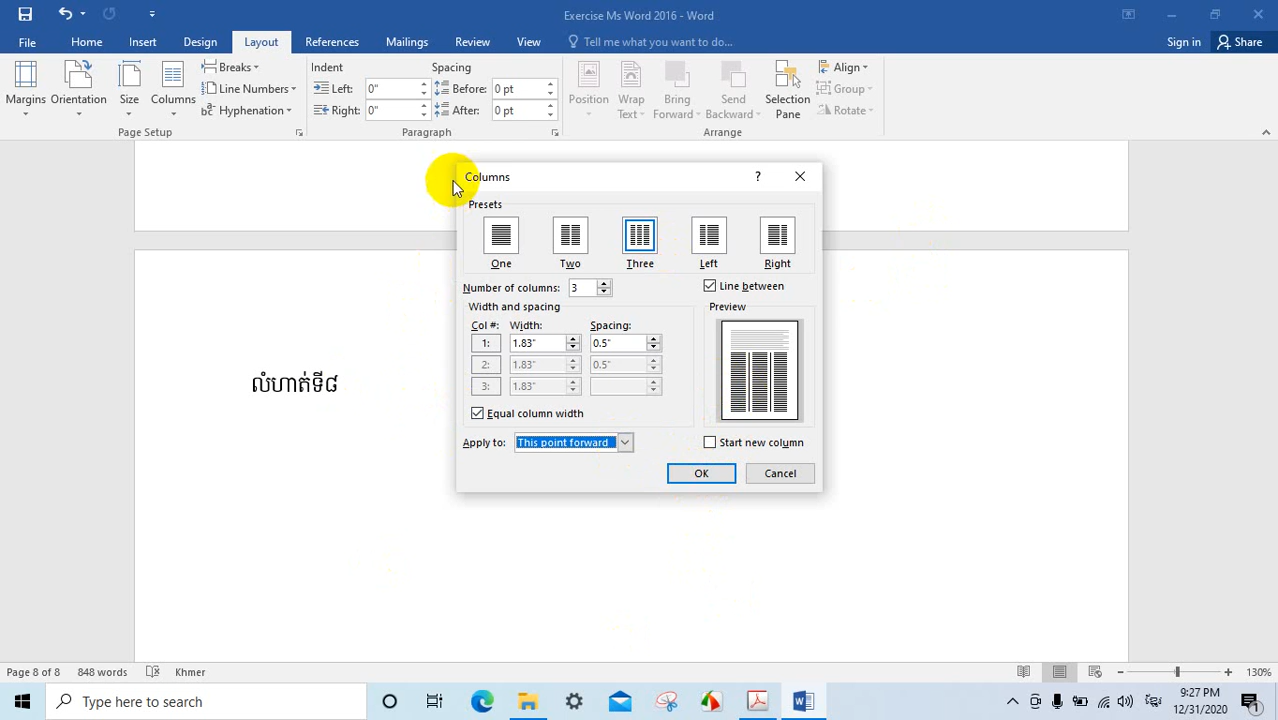 Exercise Ms Word 2016 - Word
File Home Insert Design Layout References Mailings Review View Tell me what you want to do... Sign in Share
Margins Orientation Size Columns
Breaks
Line Numbers
Hyphenation
Page Setup
Indent Spacing
Left: 0" Before: 0 pt
Right: 0" After: 0 pt
Paragraph
Position Wrap Text Bring Forward Send Backward Selection Pane
Align
Group
Rotate
Arrange
Columns ?
Presets
One Two Three Left Right
Number of columns: 3 Line between
Width and spacing Preview
Col #: Width: Spacing:
1: 1.83" 0.5"
2: 1.83" 0.5"
3: 1.83"
Equal column width
Apply to: This point forward Start new column
OK Cancel
លំហាត់ទី៨
Page 8 of 8 848 words Khmer 130%
Type here to search
9:27 PM
12/31/2020
1